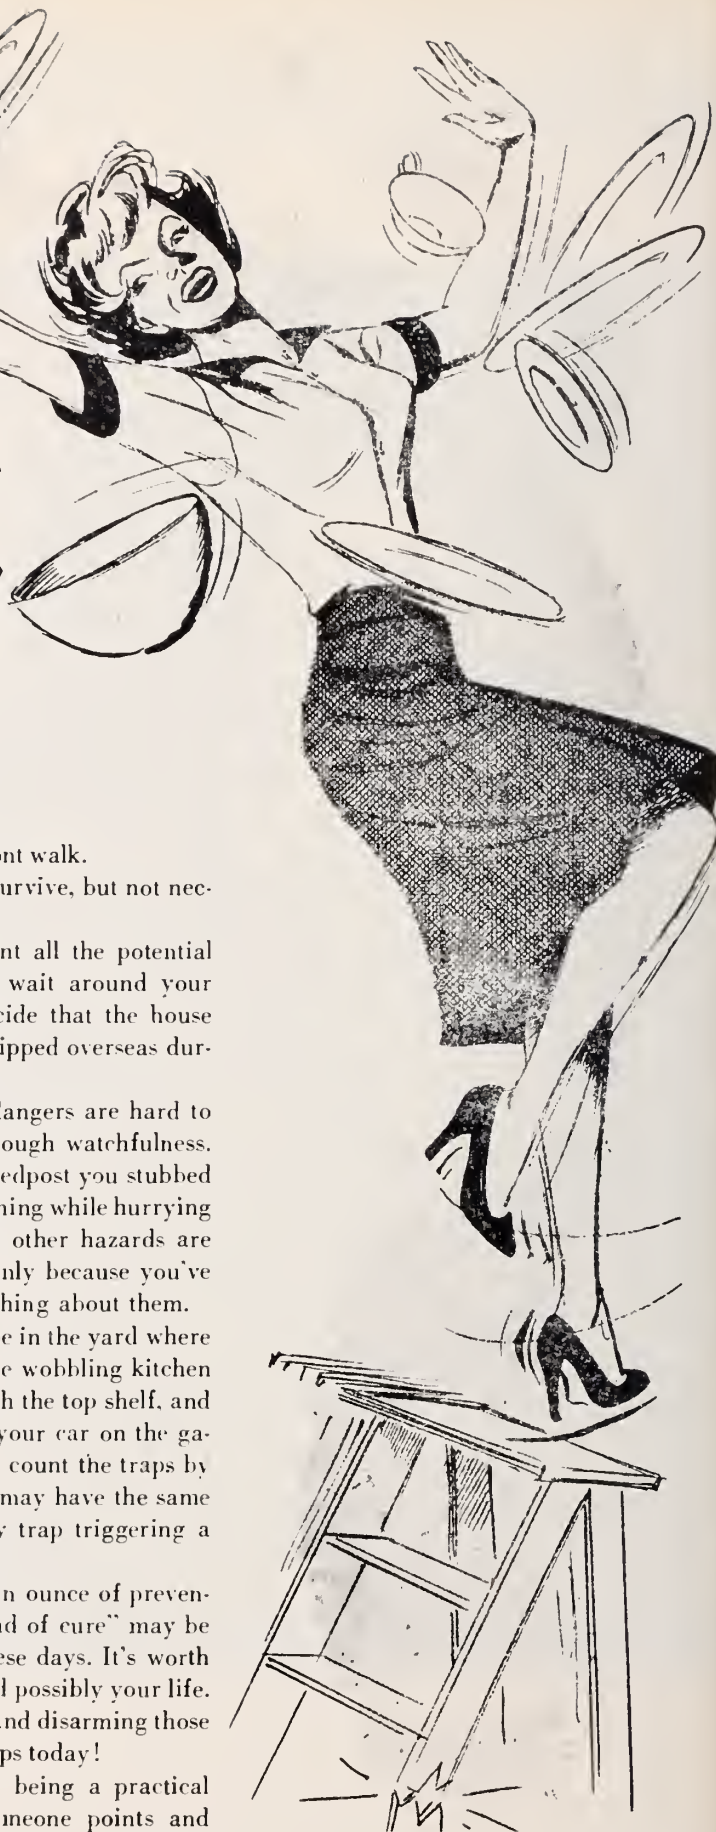 nt walk.
urvive, but not nec-
nt all the potential
wait around your
cide that the house
ipped overseas dur-
angers are hard to
ough watchfulness.
edpost you stubbed
ning while hurrying
other hazards are
nly because you've
hing about them.
e in the yard where
e wobbling kitchen
h the top shelf, and
your car on the ga-
count the traps by
may have the same
y trap triggering a
n ounce of preven-
nd of cure" may be
ese days. It's worth
d possibly your life.
nd disarming those
ps today!
being a practical
meone points and